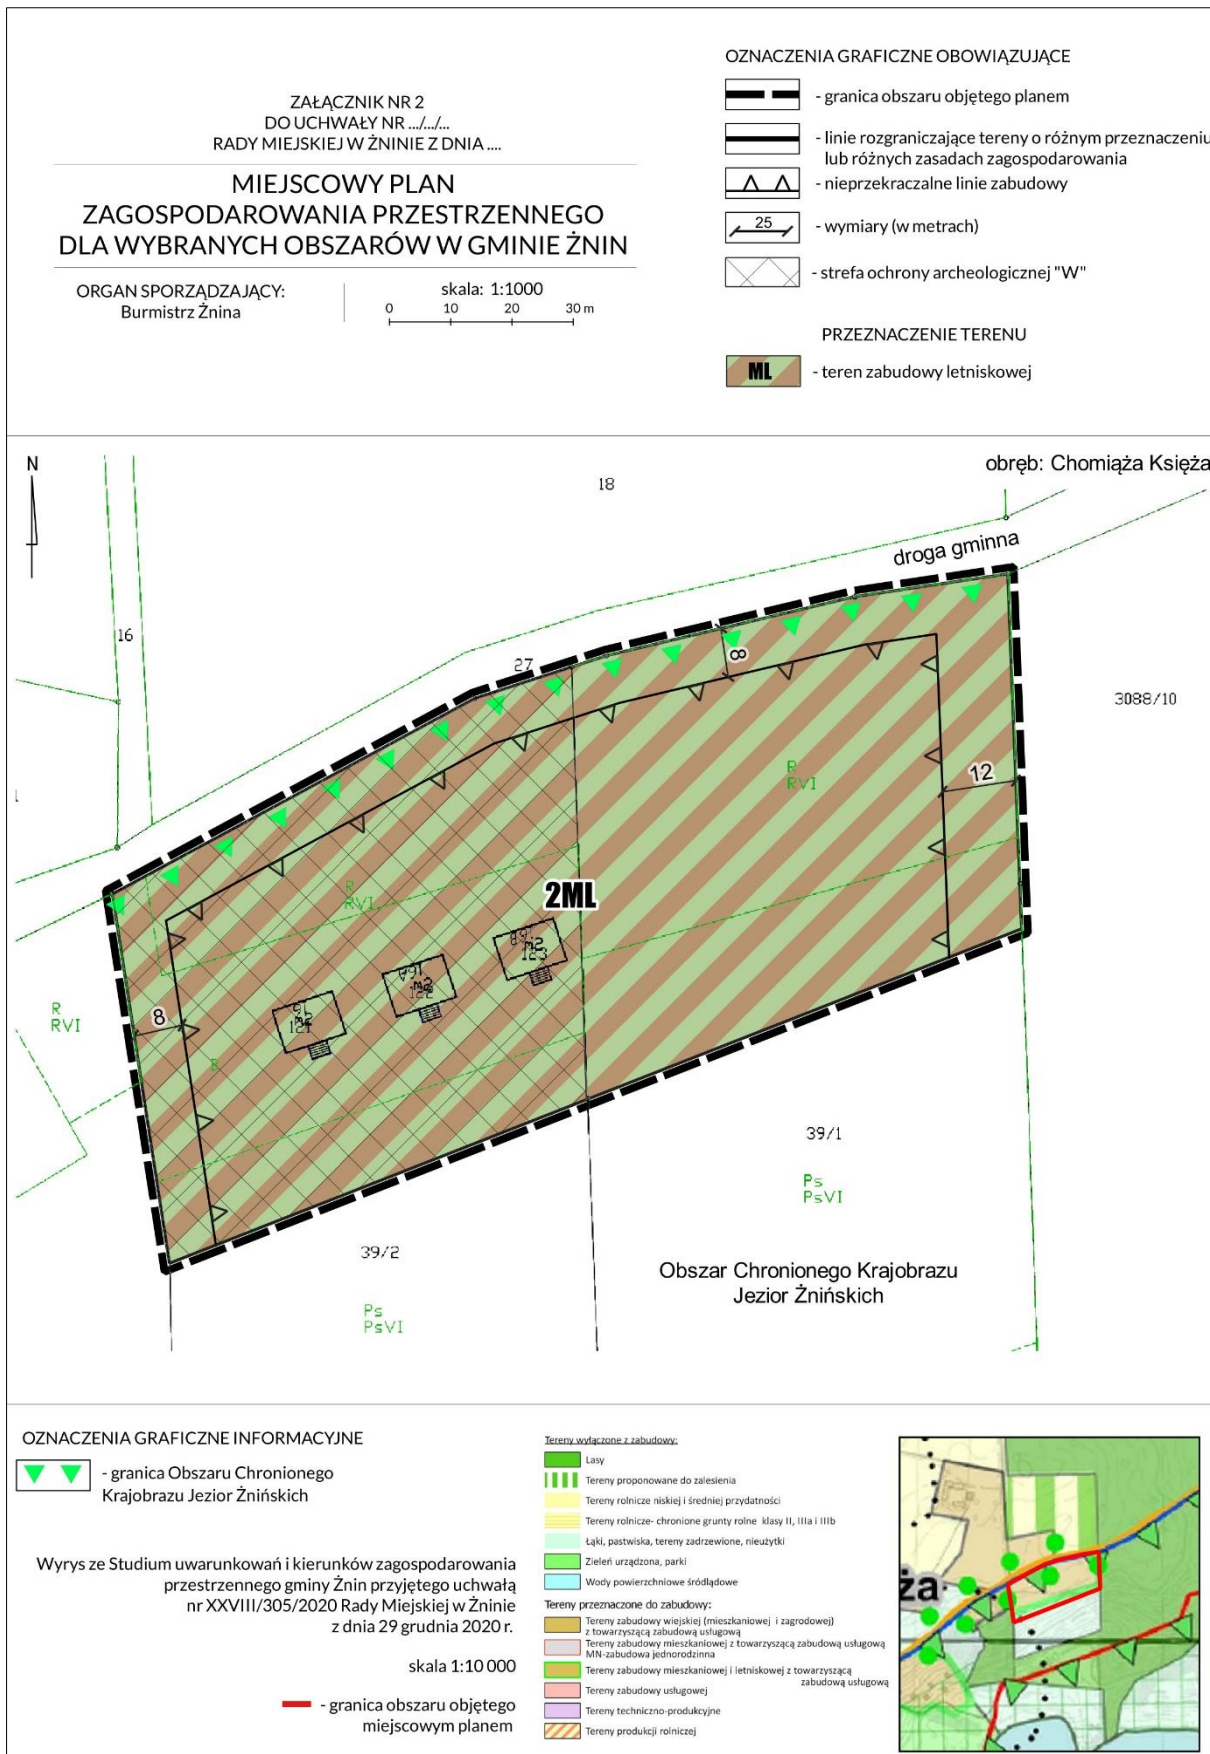 ZAŁĄCZNIK NR 2
DO UCHWAŁY NR .../.../...
RADY MIEJSKIEJ W ŻNINIE Z DNIA ....
MIEJSCOWY PLAN
ZAGOSPODAROWANIA PRZESTRZENNEGO
DLA WYBRANYCH OBSZARÓW W GMINIE ŻNIN
ORGAN SPORZĄDZAJĄCY:
Burmistrz Żnina
skala: 1:1000
0 10 20 30 m
OZNACZENIA GRAFICZNE OBOWIĄZUJĄCE
- granica obszaru objętego planem
- linie rozgraniczające tereny o różnym przeznaczeniu
lub różnych zasadach zagospodarowania
- nieprzekraczalne linie zabudowy
25
- wymiary (w metrach)
- strefa ochrony archeologicznej "W"
PRZEZNACZENIE TERENU
ML
- teren zabudowy letniskowej
N
obręb: Chomiąża Księża
18
droga gminna
16
27
8
3088/10
R
RVI
12
R
RVI
2ML
m2
123
m2
122
m2
121
8
R
RVI
B
39/1
Ps
PsVI
39/2
Ps
PsVI
Obszar Chronionego Krajobrazu
Jezior Żnińskich
OZNACZENIA GRAFICZNE INFORMACYJNE
- granica Obszaru Chronionego
Krajobrazu Jezior Żnińskich
Wyrys ze Studium uwarunkowań i kierunków zagospodarowania
przestrzennego gminy Żnin przyjętego uchwałą
nr XXVIII/305/2020 Rady Miejskiej w Żninie
z dnia 29 grudnia 2020 r.
skala 1:10 000
- granica obszaru objętego
miejscowym planem
Tereny wyłączone z zabudowy:
Lasy
Tereny proponowane do zalesienia
Tereny rolnicze niskiej i średniej przydatności
Tereny rolnicze- chronione grunty rolne klasy II, IIIa i IIIb
Łąki, pastwiska, tereny zadrzewione, nieużytki
Zieleń urządzona, parki
Wody powierzchniowe śródlądowe
Tereny przeznaczone do zabudowy:
Tereny zabudowy wiejskiej (mieszkaniowej i zagrodowej)
z towarzyszącą zabudową usługową
Tereny zabudowy mieszkaniowej z towarzyszącą zabudową usługową
MN-zabudowa jednorodzinna
Tereny zabudowy mieszkaniowej i letniskowej z towarzyszącą
zabudową usługową
Tereny zabudowy usługowej
Tereny techniczno-produkcyjne
Tereny produkcji rolniczej
ża